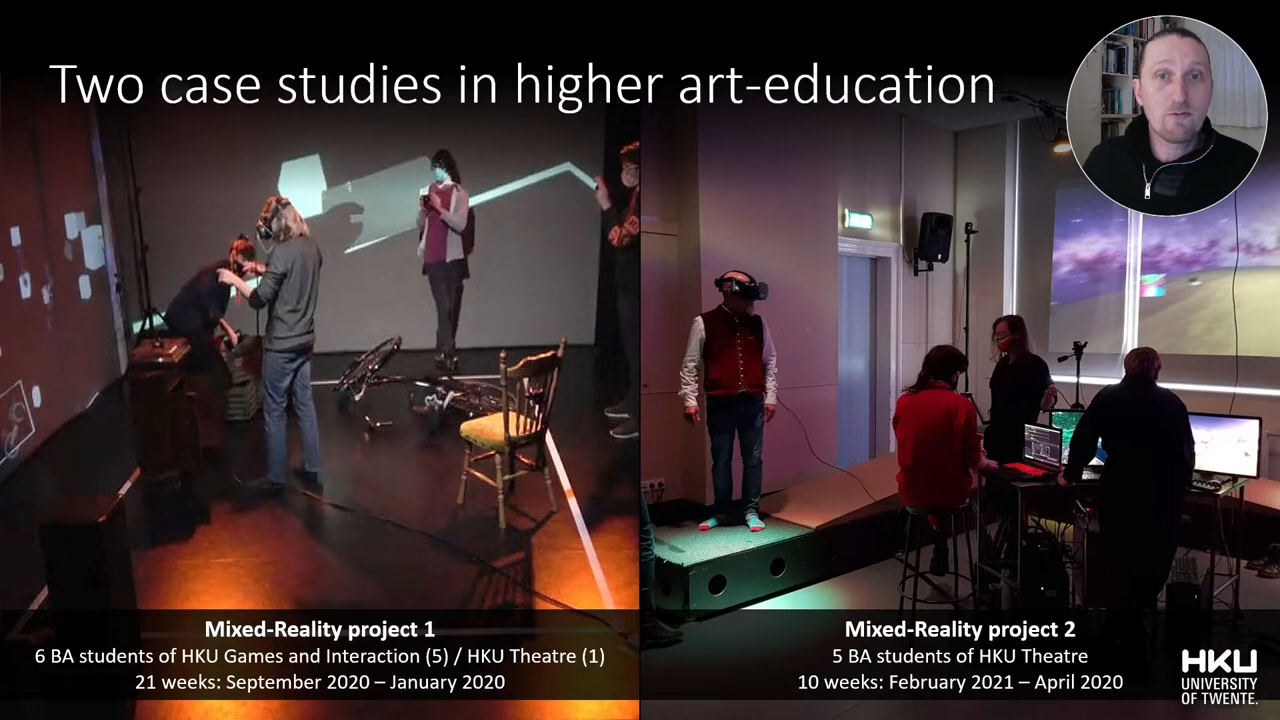 Two case studies in higher art-education
Mixed-Reality project 1
6 BA students of HKU Games and Interaction (5) / HKU Theatre (1)
21 weeks: September 2020 – January 2020
Mixed-Reality project 2
5 BA students of HKU Theatre
10 weeks: February 2021 – April 2020
HKU
UNIVERSITY
OF TWENTE.